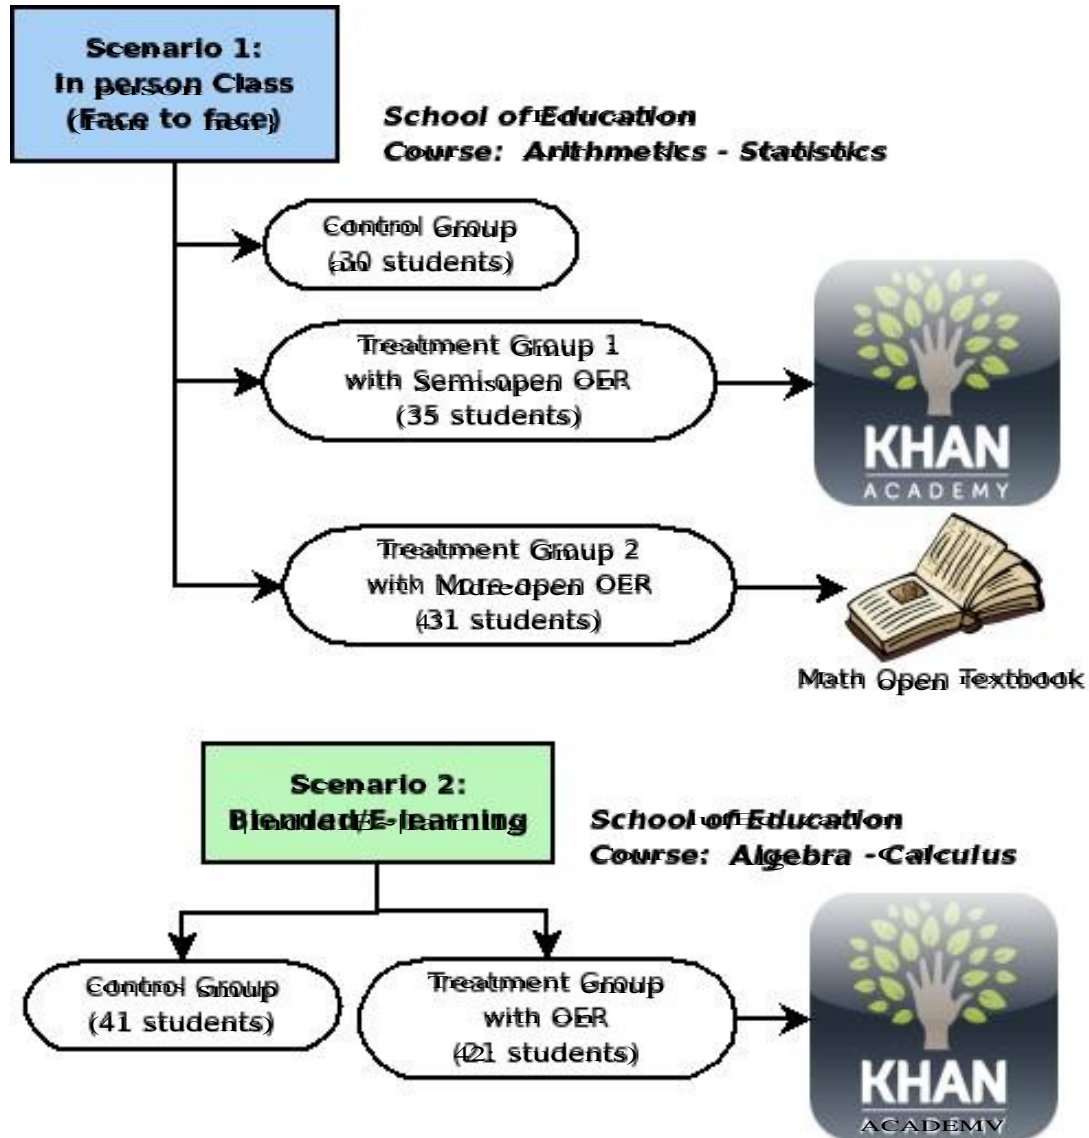 Scenario 1:
In person Class
(Face to face)
School of Education
Course: Arithmetics - Statistics
Control Group
(30 students)
Treatment Group 1
with Semi-open OER
(35 students)
KHAN
ACADEMY
Treatment Group 2
with More-open OER
(31 students)
Math Open Textbook
Scenario 2:
Blended/E-learning
School of Education
Course: Algebra - Calculus
Control Group
(41 students)
Treatment Group
with OER
(21 students)
KHAN
ACADEMY